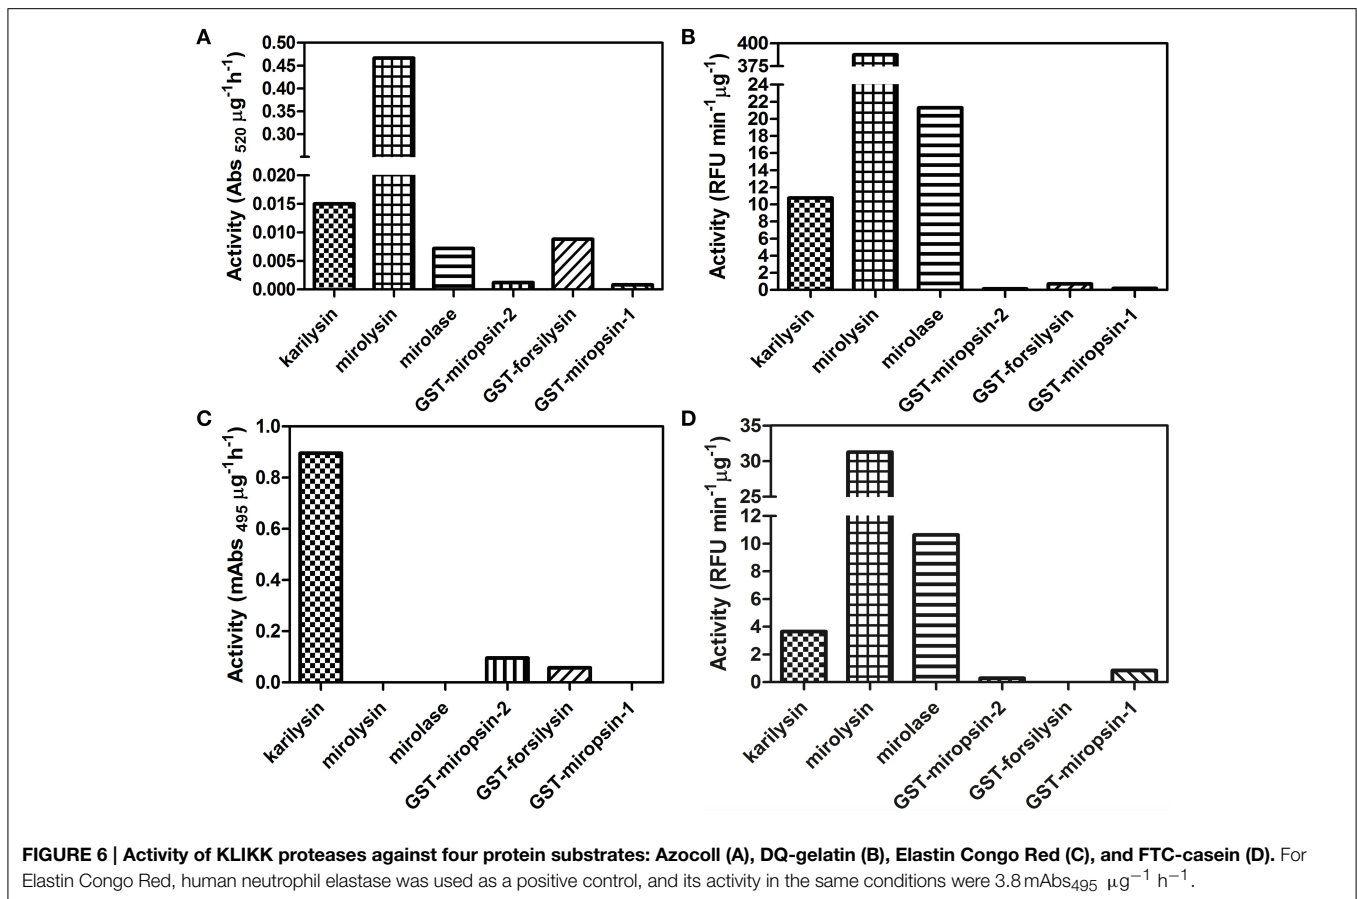 A
Activity (Abs 520 µg⁻¹h⁻¹)
0.50
0.45
0.40
0.35
0.30
0.020
0.015
0.010
0.005
0.000
karilysin
mirolysin
mirolase
GST-miropsin-2
GST-forsilysin
GST-miropsin-1
B
Activity (RFU min⁻¹µg⁻¹)
400
375
24
22
20
18
16
14
12
10
8
6
4
2
0
karilysin
mirolysin
mirolase
GST-miropsin-2
GST-forsilysin
GST-miropsin-1
C
Activity (mAbs 495 µg⁻¹h⁻¹)
1.0
0.8
0.6
0.4
0.2
0.0
karilysin
mirolysin
mirolase
GST-miropsin-2
GST-forsilysin
GST-miropsin-1
D
Activity (RFU min⁻¹µg⁻¹)
35
30
25
12
10
8
6
4
2
0
karilysin
mirolysin
mirolase
GST-miropsin-2
GST-forsilysin
GST-miropsin-1
FIGURE 6 | Activity of KLIKK proteases against four protein substrates: Azocoll (A), DQ-gelatin (B), Elastin Congo Red (C), and FTC-casein (D). For
Elastin Congo Red, human neutrophil elastase was used as a positive control, and its activity in the same conditions were 3.8 mAbs₄₉₅ µg⁻¹ h⁻¹.